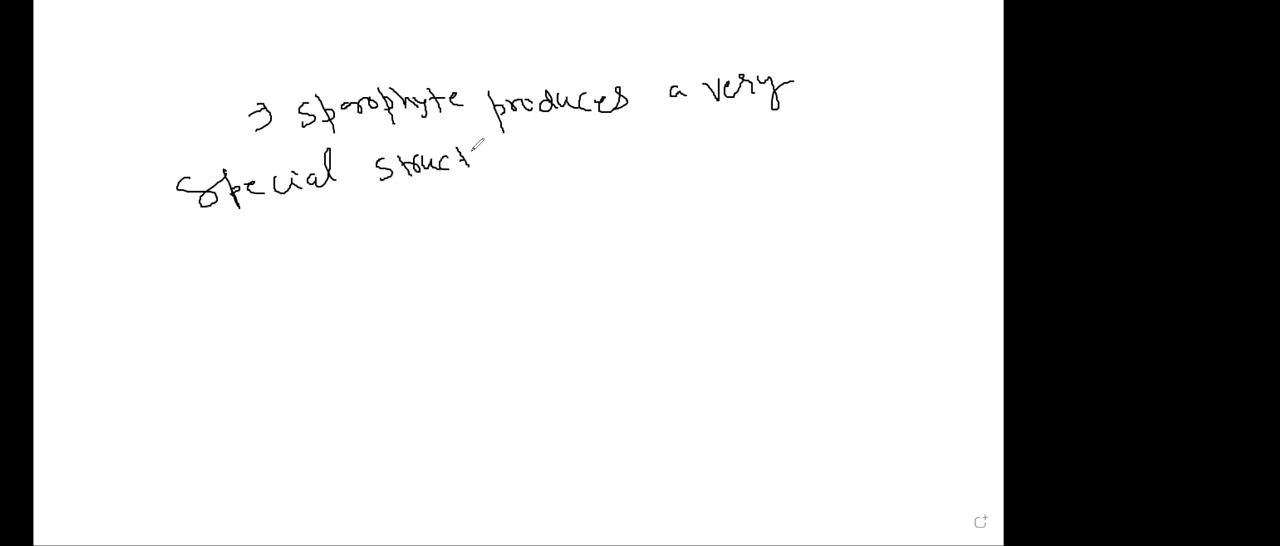 → Sporophyte produces a very
special struct